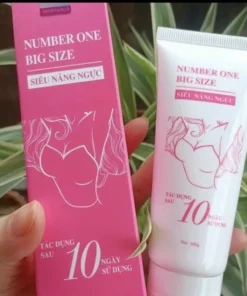 NUMBER ONE
BIG SIZE
SIÊU NÂNG NGỰC
TÁC DỤNG
SAU
10
NGÀY
SỬ DỤNG
NUMBER ONE
BIG SIZE
SIÊU NÂNG NGỰC
TÁC DỤNG
SAU
10
NGÀY
SỬ DỤNG